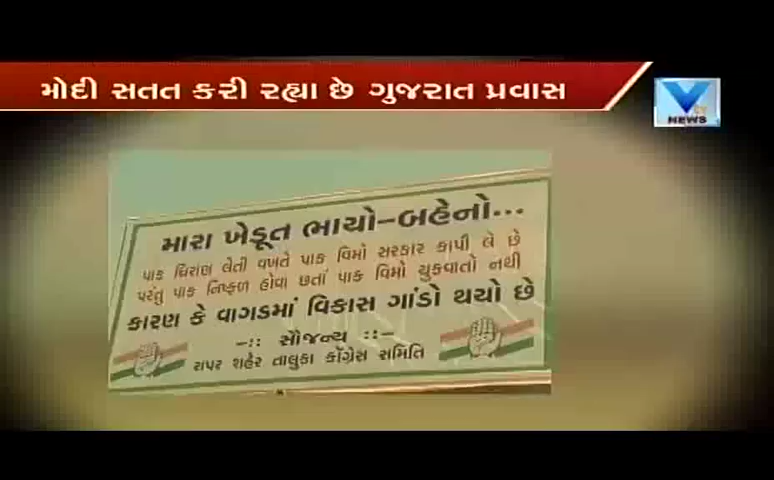 મોદી સતત કરી રહ્યા છે ગુજરાત પ્રવાસ
V
NEWS
મારા ખેડૂત ભાયો-બહેનો...
પાક ધિરાણ લેતી વખતે પાક વિમો સરકાર કાપી લે છે
પરંતુ પાક નિષ્ફળ હોવા છતાં પાક વિમો ચુકવાતો નથી
કારણ કે વાગડમાં વિકાસ ગાંડો થયો છે
-:: સૌજન્ય ::-
રાપર શહેર તાલુકા કોંગ્રેસ સમિતિ